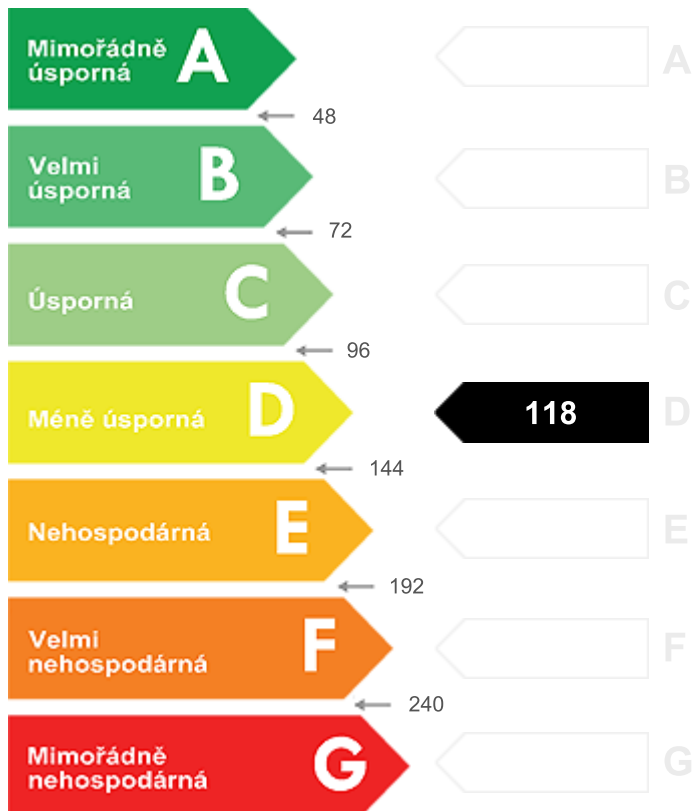 Mimořádně
úsporná
A
A
48
Velmi
úsporná
B
B
72
Úsporná
C
C
96
Méně úsporná
D
118
D
144
Nehospodárná
E
E
192
Velmi
nehospodárná
F
F
240
Mimořádně
nehospodárná
G
G